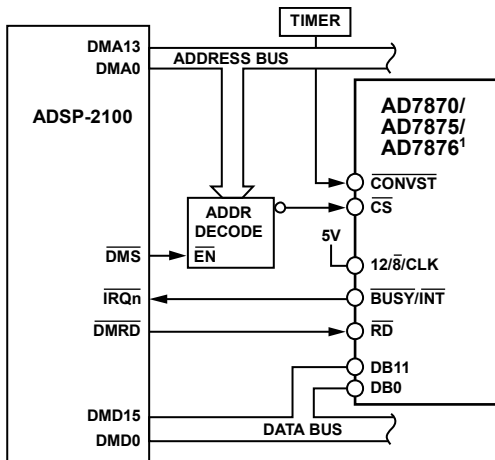 TIMER
DMA13
DMA0
ADDRESS BUS
ADSP-2100
AD7870/
AD7875/
AD7876¹
CONVST
CS
ADDR
DECODE
EN
5V
DMS
12/8/CLK
IRQn
BUSY/INT
DMRD
RD
DB11
DB0
DMD15
DMD0
DATA BUS